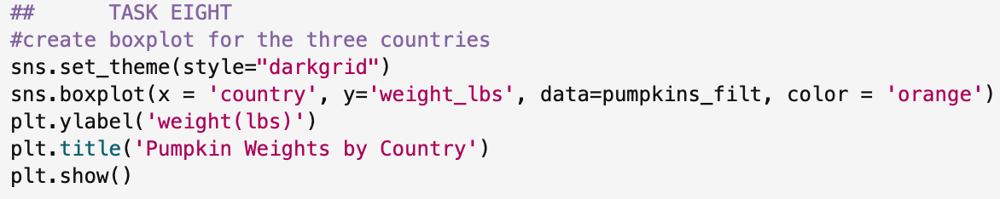 ##      TASK EIGHT
#create boxplot for the three countries
sns.set_theme(style="darkgrid")
sns.boxplot(x = 'country', y='weight_lbs', data=pumpkins_filt, color = 'orange')
plt.ylabel('weight(lbs)')
plt.title('Pumpkin Weights by Country')
plt.show()